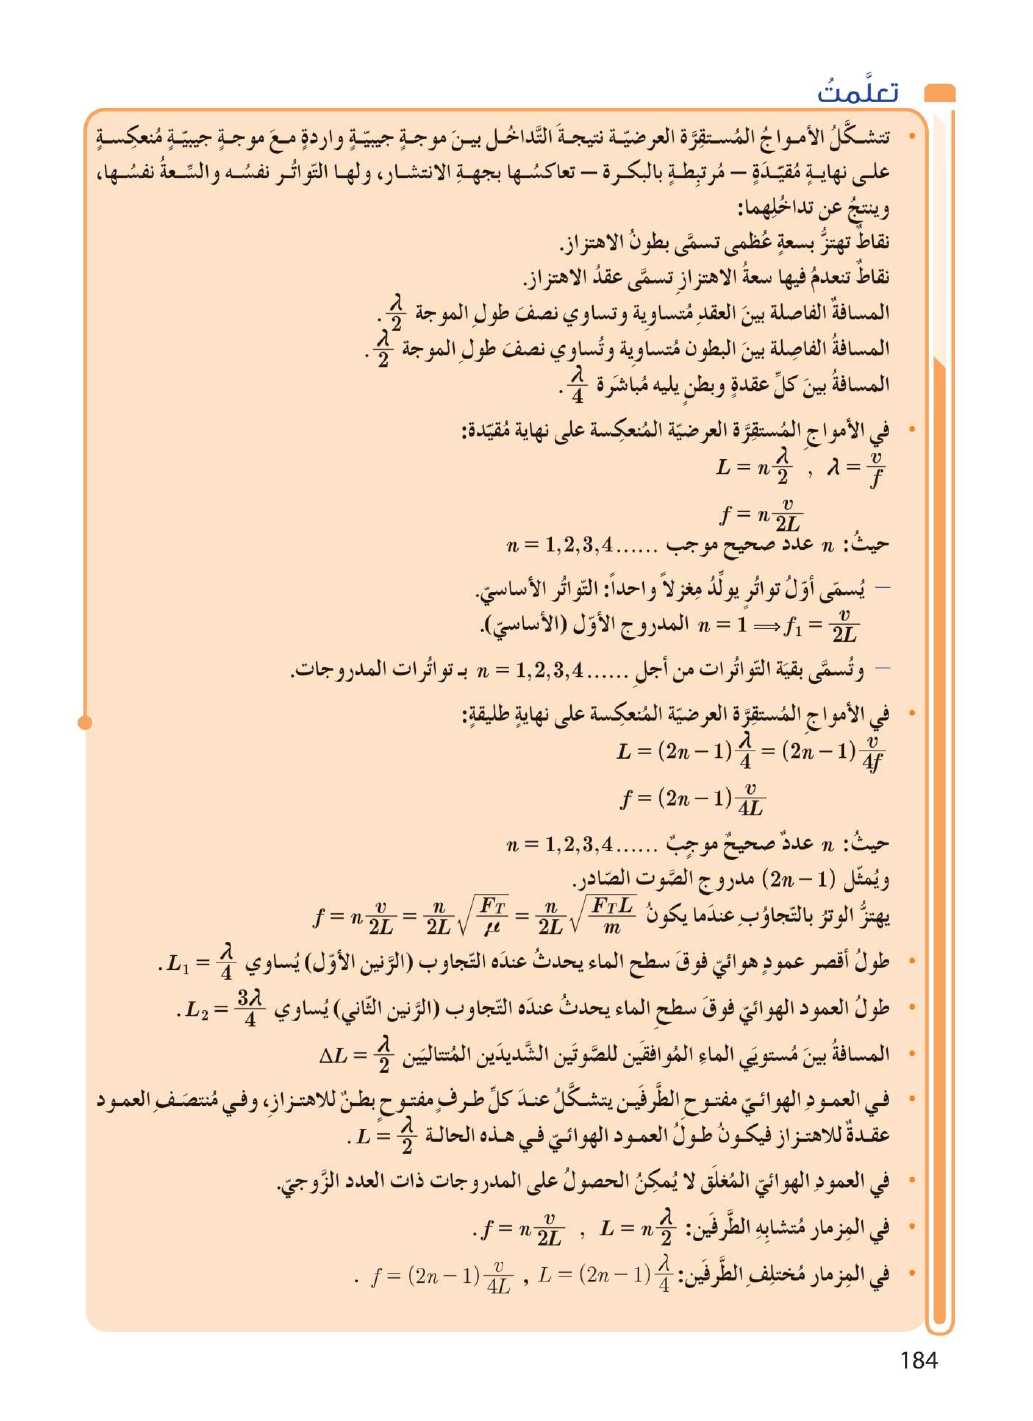 تعلَّمتُ
• تتشكَّلُ الأمواجُ المُستقِرَّة العرضيّة نتيجةَ التَّداخُل بينَ موجةٍ جيبيّةٍ واردةٍ معَ موجةٍ جيبيّةٍ مُنعكِسةٍ
على نهايةٍ مُقيّدَةٍ – مُرتبِطةٍ بالبكرة – تعاكسُها بجهةِ الانتشار، ولها التّواتُر نفسُه والسِّعةُ نفسُها،
وينتجُ عن تداخُلِهما:
نقاطٌ تهتزُّ بسعةٍ عُظمى تسمَّى بطونُ الاهتزاز.
نقاطٌ تنعدمُ فيها سعةُ الاهتزازِ تسمَّى عقدُ الاهتزاز.
المسافةُ الفاصلة بينَ العقدِ مُتساوية وتساوي نصفَ طولِ الموجة λ/2.
المسافةُ الفاصِلة بينَ البطون مُتساوِية وتُساوي نصفَ طولِ الموجة λ/2.
المسافةُ بينَ كلِّ عقدةٍ وبطنٍ يليه مُباشَرة λ/4.
• في الأمواجِ المُستقِرَّة العرضيّة المُنعكِسة على نهاية مُقيّدة:
L = n λ/2 , λ = v/f
f = n v/2L
حيثُ: n عددٌ صحيح موجب ...... n = 1,2,3,4
– يُسمّى أوّلُ تواتُرٍ يولِّدُ مِغزلاً واحداً: التّواتُر الأساسيّ.
n = 1 ⟹ f₁ = v/2L المدروج الأوّل (الأساسيّ).
– وتُسمَّى بقيَة التّواتُرات من أجلِ ...... n = 1,2,3,4 بـ تواتُرات المدروجات.
• في الأمواجِ المُستقِرَّة العرضيّة المُنعكِسة على نهايةٍ طليقةٍ:
L = (2n − 1) λ/4 = (2n − 1) v/4f
f = (2n − 1) v/4L
حيثُ: n عددٌ صحيحٌ موجِبٌ ...... n = 1,2,3,4
ويُمثّل (2n − 1) مدروج الصَّوت الصّادر.
يهتزُّ الوترُ بالتّجاوُبِ عندَما يكونُ f = n v/2L = n/2L √(F_T/μ) = n/2L √(F_T L/m)
• طولُ أقصر عمودٍ هوائيّ فوقَ سطحِ الماء يحدثُ عندَه التّجاوب (الرَّنين الأوّل) يُساوي L₁ = λ/4.
• طولُ العمود الهوائيّ فوقَ سطحِ الماء يحدثُ عندَه التّجاوب (الرَّنين الثّاني) يُساوي L₂ = 3λ/4.
• المسافةُ بينَ مُستويَي الماءِ المُوافقَين للصَّوتَين الشَّديدَين المُتتاليَين ΔL = λ/2
• في العمودِ الهوائيّ مفتوحِ الطَّرفَين يتشكَّلُ عندَ كلِّ طرفٍ مفتوحٍ بطنٌ للاهتزازِ، وفي مُنتصَفِ العمود
عقدةٌ للاهتزاز فيكونُ طولُ العمود الهوائيّ في هذه الحالة L = λ/2.
• في العمودِ الهوائيّ المُغلَق لا يُمكِنُ الحصولُ على المدروجات ذات العدد الزَّوجيّ.
• في المِزمار مُتشابِهِ الطَّرفَين: L = n λ/2 , f = n v/2L.
• في المِزمار مُختلِفِ الطَّرفَين: L = (2n − 1) λ/4 , f = (2n − 1) v/4L.
184